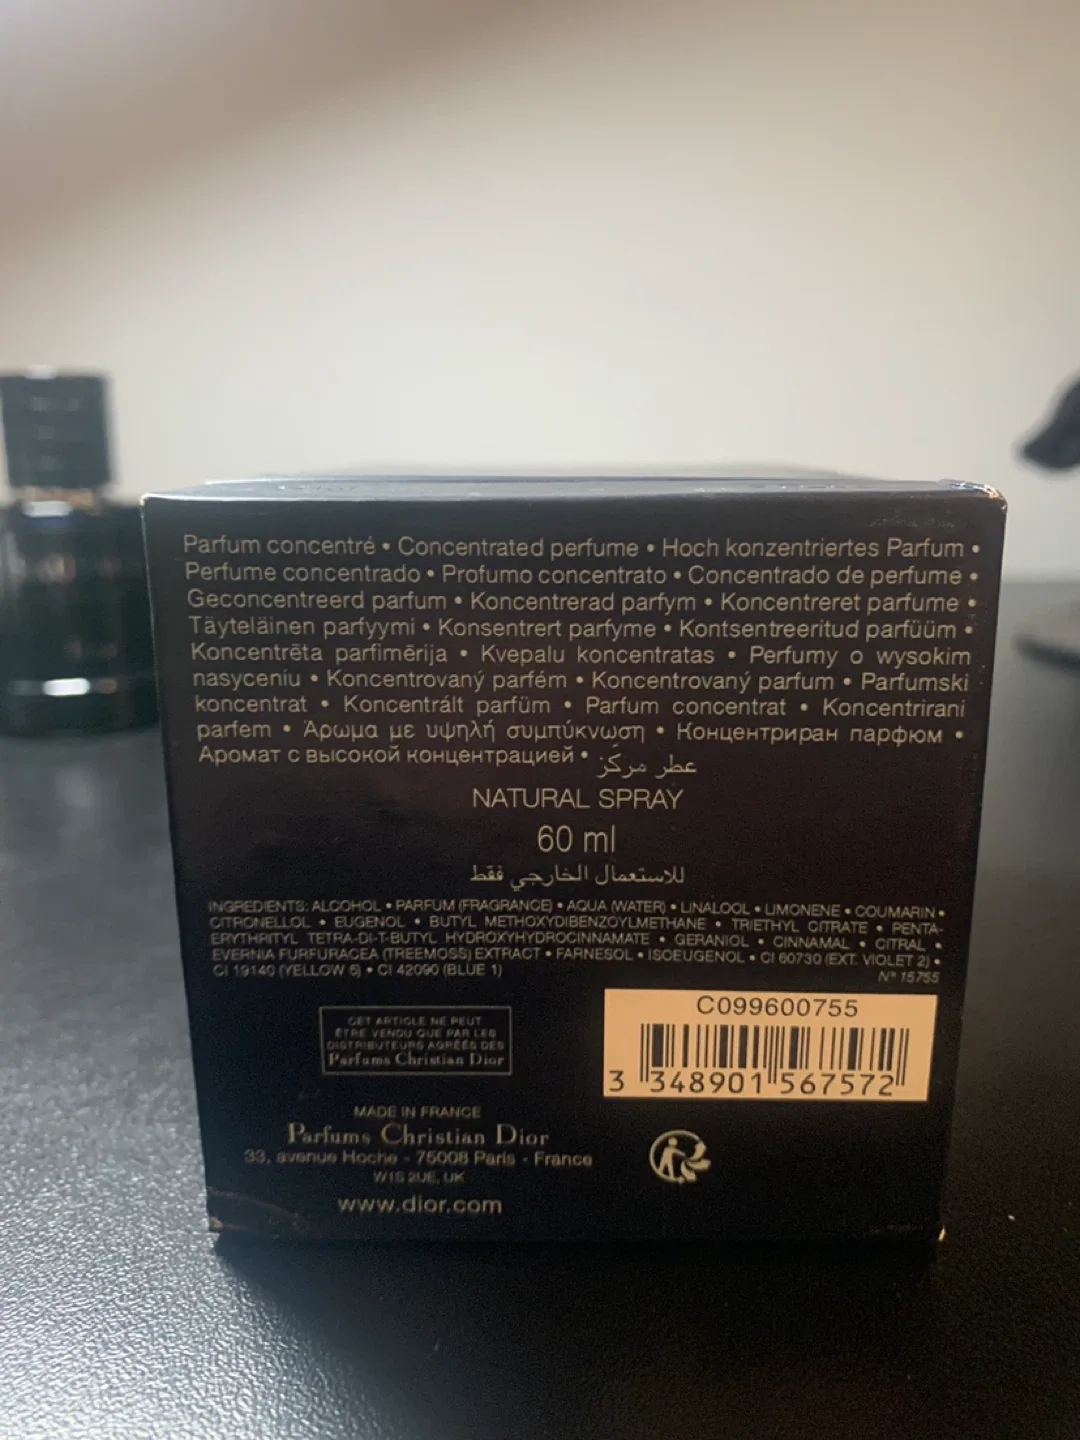 Parfum concentré • Concentrated perfume • Hoch konzentriertes Parfum •
Perfume concentrado • Profumo concentrato • Concentrado de perfume •
Geconcentreerd parfum • Koncentrerad parfym • Koncentreret parfume •
Täyteläinen parfyymi • Konsentrert parfyme • Kontsentreeritud parfüüm •
Koncentrēta parfimērija • Kvepalu koncentratas • Perfumy o wysokim
nasyceniu • Koncentrovaný parfém • Koncentrovaný parfum • Parfumski
koncentrat • Koncentrált parfüm • Parfum concentrat • Koncentrirani
parfem • Άρωμα με υψηλή συμπύκνωση • Концентриран парфюм •
Аромат с высокой концентрацией • عطر مركز
NATURAL SPRAY
60 ml
للاستعمال الخارجي فقط
INGREDIENTS: ALCOHOL • PARFUM (FRAGRANCE) • AQUA (WATER) • LINALOOL • LIMONENE • COUMARIN •
CITRONELLOL • EUGENOL • BUTYL METHOXYDIBENZOYLMETHANE • TRIETHYL CITRATE • PENTA-
ERYTHRITYL TETRA-DI-T-BUTYL HYDROXYHYDROCINNAMATE • GERANIOL • CINNAMAL • CITRAL •
EVERNIA FURFURACEA (TREEMOSS) EXTRACT • FARNESOL • ISOEUGENOL • CI 60730 (EXT. VIOLET 2) •
CI 19140 (YELLOW 5) • CI 42090 (BLUE 1)
N° 15755
CET ARTICLE NE PEUT
ÊTRE VENDU QUE PAR LES
DISTRIBUTEURS AGRÉÉS DES
Parfums Christian Dior
C099600755
3 348901 567572
MADE IN FRANCE
Parfums Christian Dior
33, avenue Hoche - 75008 Paris - France
W1S 2UE, UK
www.dior.com